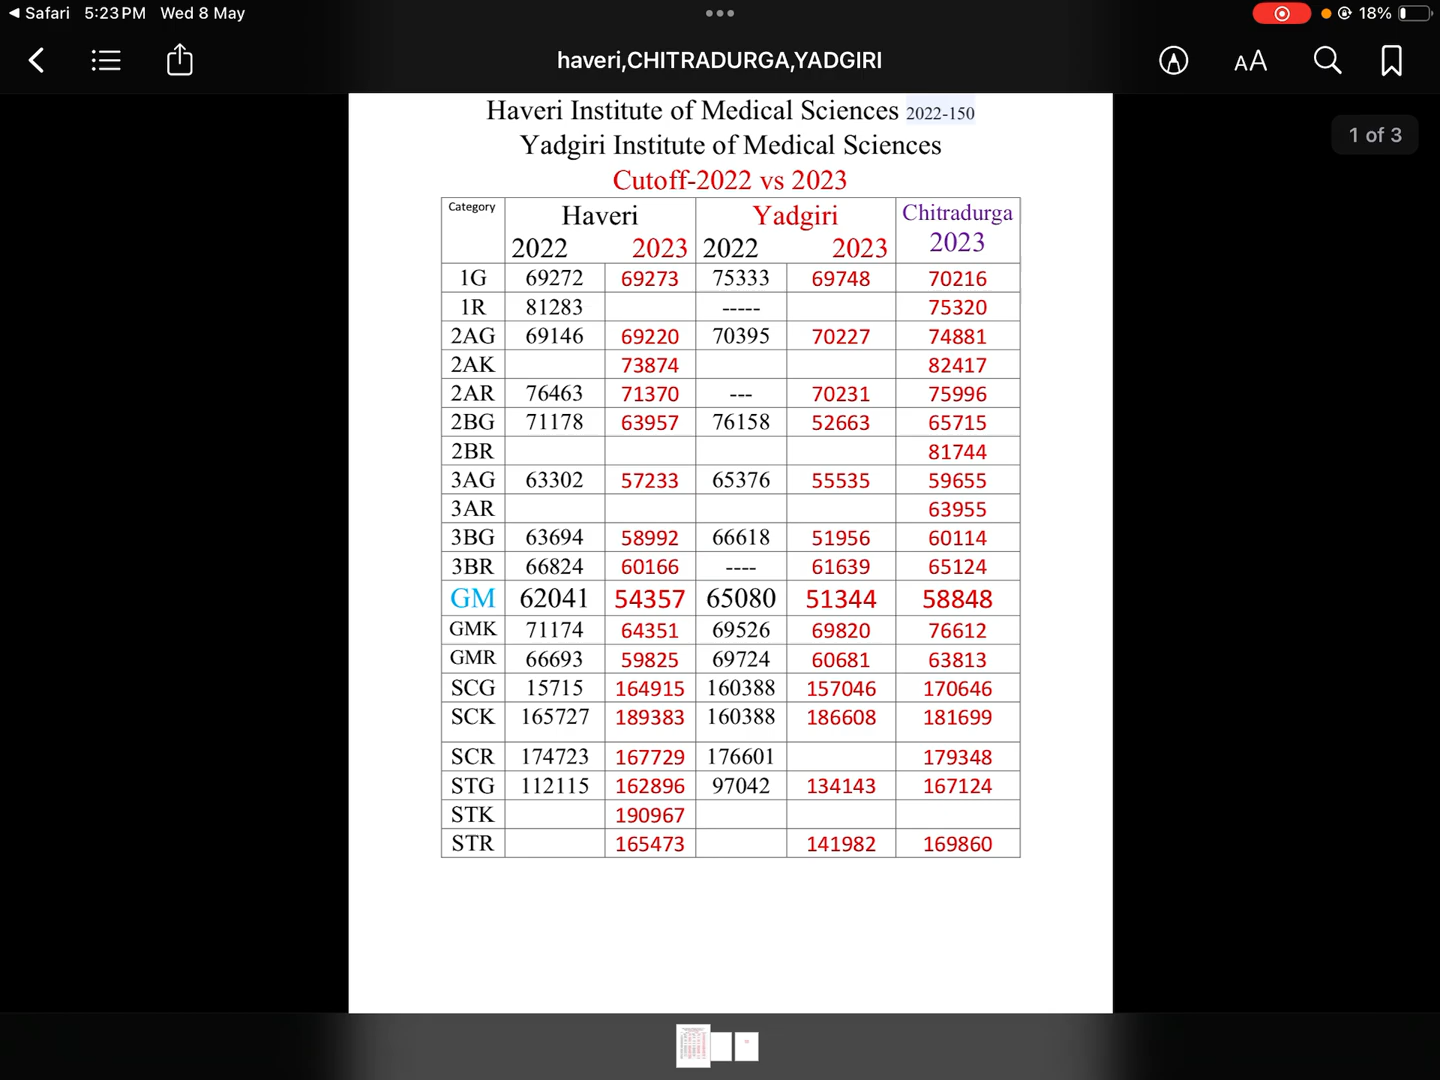 Safari 5:23 PM Wed 8 May 18%
haveri,CHITRADURGA,YADGIRI AA
1 of 3
Haveri Institute of Medical Sciences 2022-150
Yadgiri Institute of Medical Sciences
Cutoff-2022 vs 2023
Category Haveri Yadgiri Chitradurga
2022 2023 2022 2023 2023
1G 69272 69273 75333 69748 70216
1R 81283 ----- 75320
2AG 69146 69220 70395 70227 74881
2AK 73874 82417
2AR 76463 71370 --- 70231 75996
2BG 71178 63957 76158 52663 65715
2BR 81744
3AG 63302 57233 65376 55535 59655
3AR 63955
3BG 63694 58992 66618 51956 60114
3BR 66824 60166 ---- 61639 65124
GM 62041 54357 65080 51344 58848
GMK 71174 64351 69526 69820 76612
GMR 66693 59825 69724 60681 63813
SCG 15715 164915 160388 157046 170646
SCK 165727 189383 160388 186608 181699
SCR 174723 167729 176601 179348
STG 112115 162896 97042 134143 167124
STK 190967
STR 165473 141982 169860